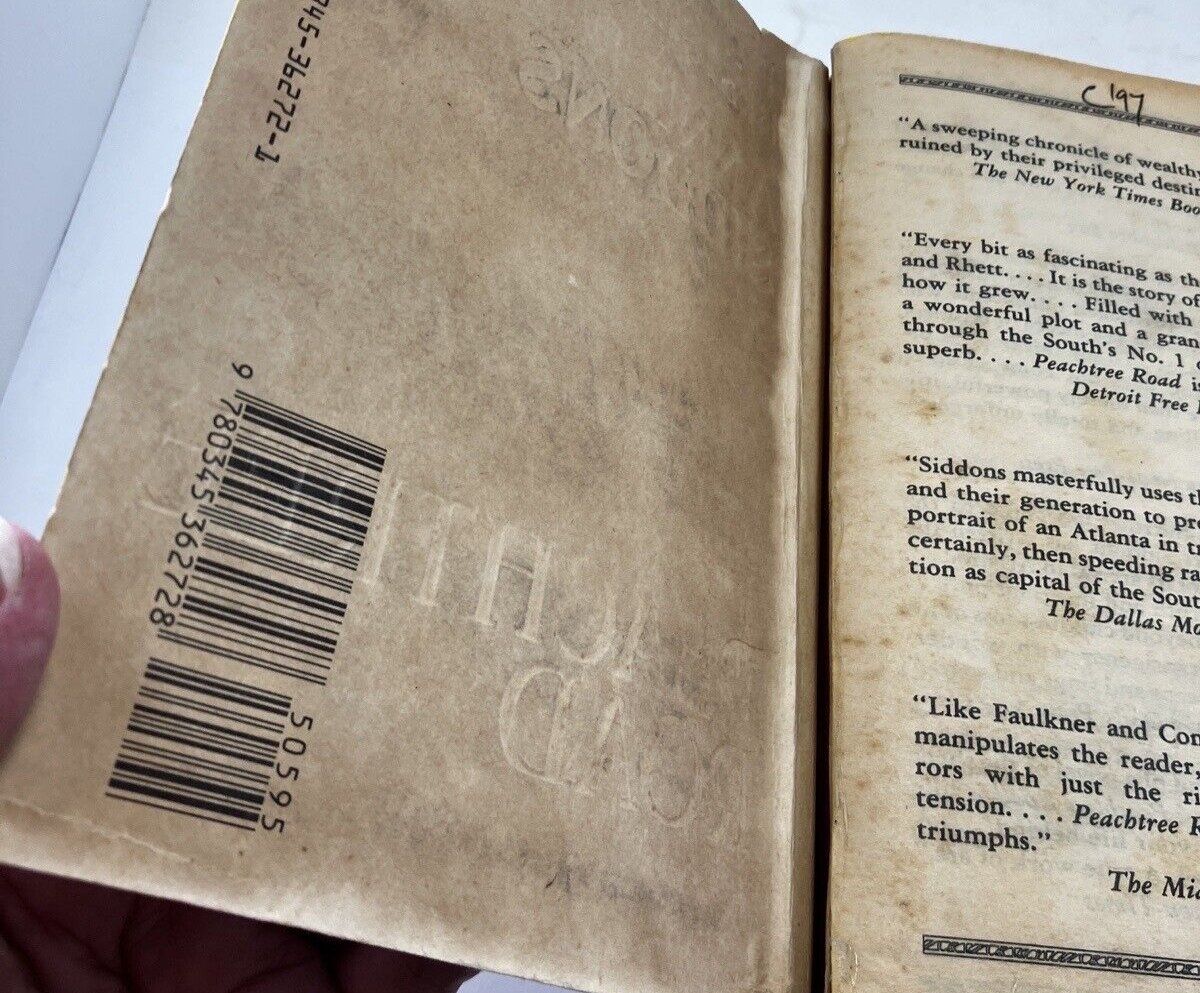 45-36272-1
9 780345 362728
50595
C197
"A sweeping chronicle of wealthy
ruined by their privileged destin
The New York Times Boo
"Every bit as fascinating as th
and Rhett. . . . It is the story of
how it grew. . . . Filled with
a wonderful plot and a gran
through the South's No. 1 c
superb. . . . Peachtree Road is
Detroit Free
"Siddons masterfully uses th
and their generation to pr
portrait of an Atlanta in tr
certainly, then speeding ra
tion as capital of the Sout
The Dallas Mo
"Like Faulkner and Con
manipulates the reader,
rors with just the ri
tension. . . . Peachtree R
triumphs."
The Mia